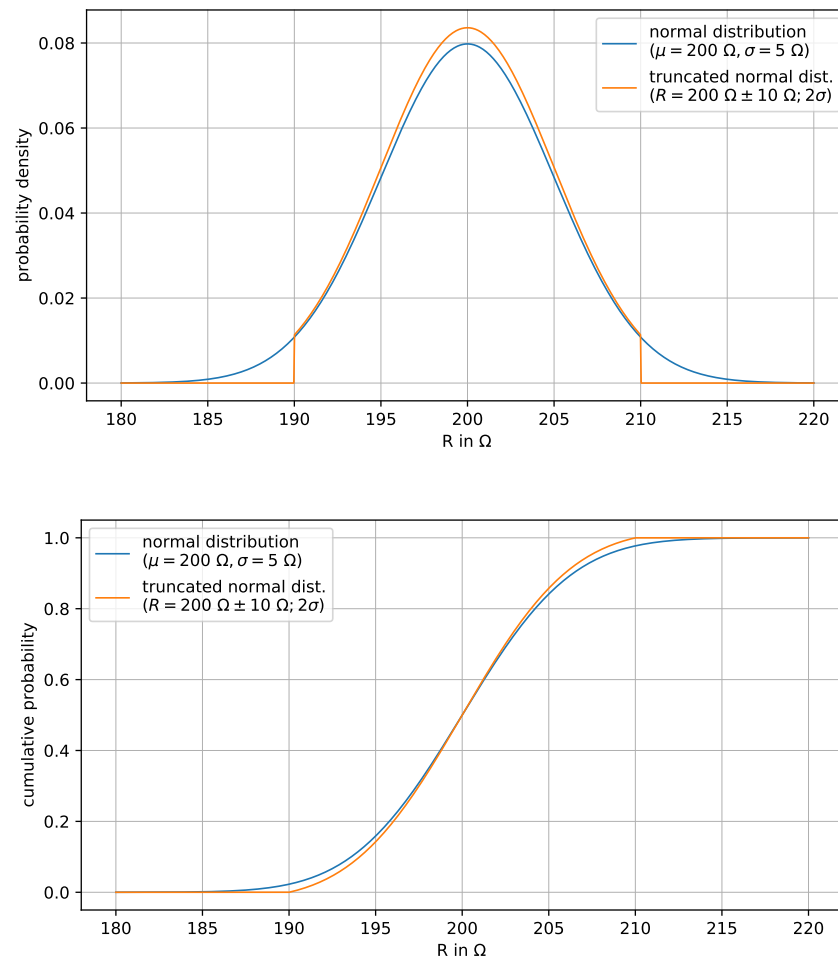 0.08
0.06
0.04
0.02
0.00
probability density
normal distribution
(μ = 200 Ω, σ = 5 Ω)
truncated normal dist.
(R = 200 Ω ± 10 Ω; 2σ)
180 185 190 195 200 205 210 215 220
R in Ω
1.0
0.8
0.6
0.4
0.2
0.0
cumulative probability
normal distribution
(μ = 200 Ω, σ = 5 Ω)
truncated normal dist.
(R = 200 Ω ± 10 Ω; 2σ)
180 185 190 195 200 205 210 215 220
R in Ω